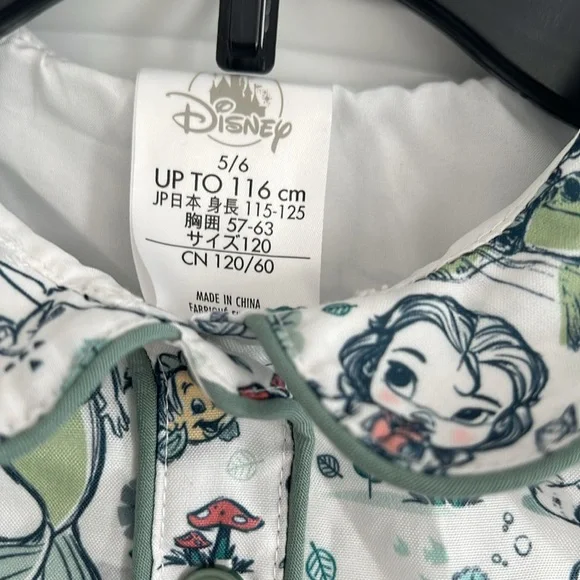 Disney
5/6
UP TO 116 cm
JP日本 身長 115-125
胸囲 57-63
サイズ120
CN 120/60
MADE IN CHINA